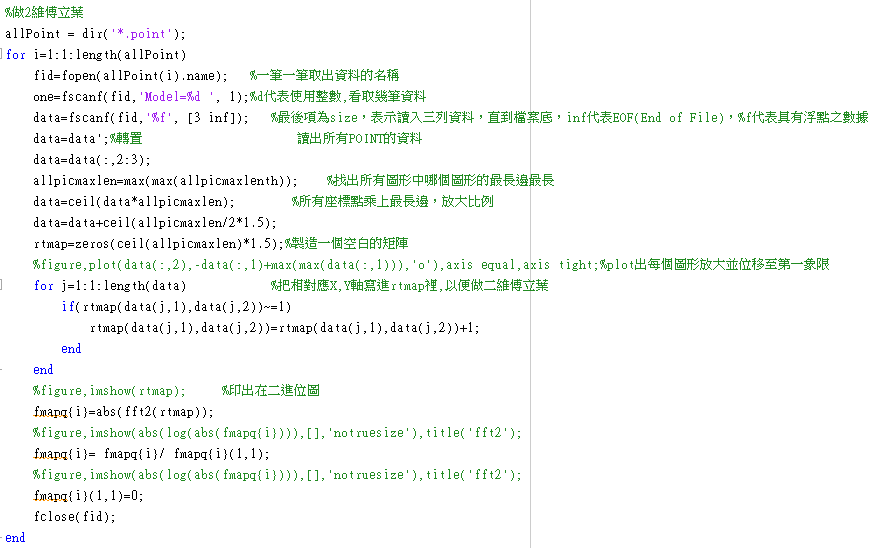 %做2維傅立葉
allPoint = dir('*.point');
for i=1:1:length(allPoint)
    fid=fopen(allPoint(i).name);   %一筆一筆取出資料的名稱
    one=fscanf(fid,'Model=%d ', 1);%d代表使用整數,看取幾筆資料
    data=fscanf(fid,'%f', [3 inf]);   %最後項為size，表示讀入三列資料，直到檔案底，inf代表EOF(End of File)，%f代表具有浮點之數據
    data=data';%轉置                      讀出所有POINT的資料
    data=data(:,2:3);
    allpicmaxlen=max(max(allpicmaxlenth));    %找出所有圖形中哪個圖形的最長邊最長
    data=ceil(data*allpicmaxlen);        %所有座標點乘上最長邊，放大比例
    data=data+ceil(allpicmaxlen/2*1.5);
    rtmap=zeros(ceil(allpicmaxlen)*1.5);%製造一個空白的矩陣
    %figure,plot(data(:,2),-data(:,1)+max(max(data(:,1))),'o'),axis equal,axis tight;%plot出每個圖形放大並位移至第一象限
    for j=1:1:length(data)            %把相對應X,Y軸寫進rtmap裡,以便做二維傅立葉
        if(rtmap(data(j,1),data(j,2))~=1)
            rtmap(data(j,1),data(j,2))=rtmap(data(j,1),data(j,2))+1;
        end
    end
    %figure,imshow(rtmap);     %印出在二進位圖
    fmapq{i}=abs(fft2(rtmap));
    %figure,imshow(abs(log(abs(fmapq{i}))),[],'notruesize'),title('fft2');
    fmapq{i}= fmapq{i}/ fmapq{i}(1,1);
    %figure,imshow(abs(log(abs(fmapq{i}))),[],'notruesize'),title('fft2');
    fmapq{i}(1,1)=0;
    fclose(fid);
end